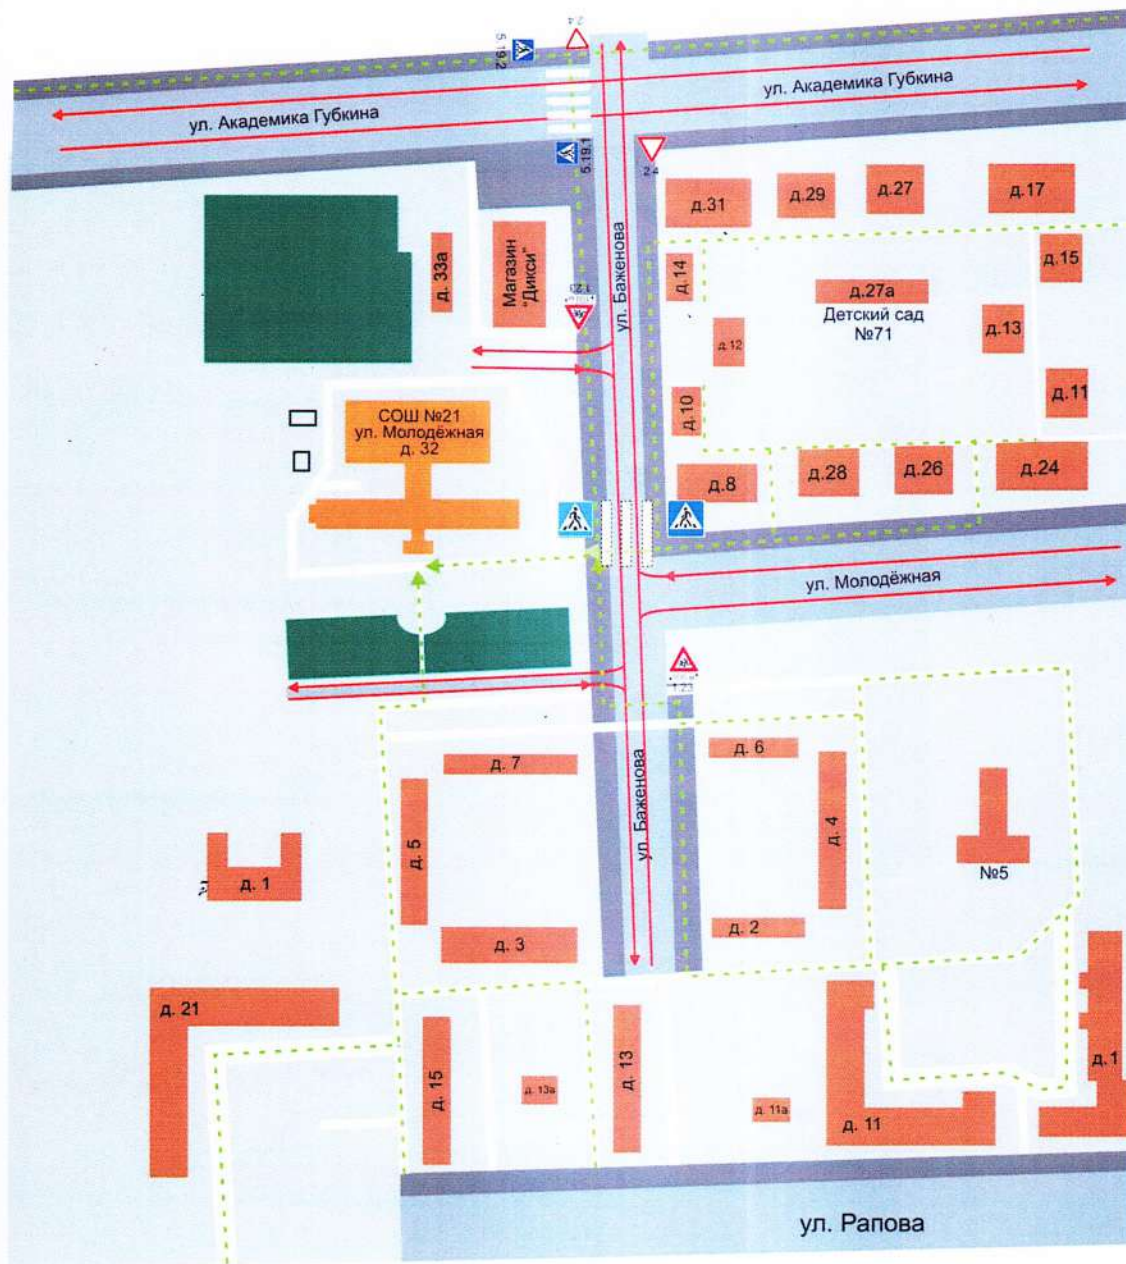 2.4
5.19.2
ул. Академика Губкина
ул. Академика Губкина
5.19.1
2.4
д.31
д.29
д.27
д.17
д. 33а
Магазин
"Дикси"
ул. Баженова
д.14
д.15
1.23
д.27а
Детский сад
№71
д.12
д.13
СОШ №21
ул. Молодёжная
д. 32
д.10
д.11
д.8
д.28
д.26
д.24
ул. Молодёжная
1.23
д. 7
д. 6
ул. Баженова
д. 5
д. 4
д. 1
№5
д. 3
д. 2
д. 21
д. 15
д. 13а
д. 13
д. 11а
д. 11
д.1
ул. Рапова